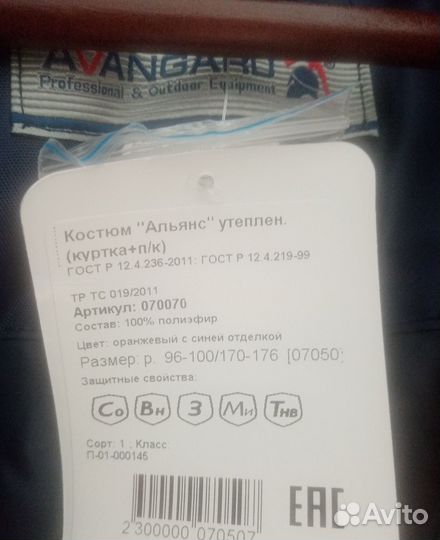 AVANGARD
Professional & Outdoor Equipment
Костюм "Альянс" утеплен.
(куртка+п/к)
ГОСТ Р 12.4.236-2011: ГОСТ Р 12.4.219-99
ТР ТС 019/2011
Артикул: 070070
Состав: 100% полиэфир
Цвет: оранжевый с синей отделкой
Размер: р. 96-100/170-176 [07050]
Защитные свойства:
Со Вн З Ми Тнв
Сорт: 1 ; Класс:
П-01-000145
2 300000 070507
EAC
Avito